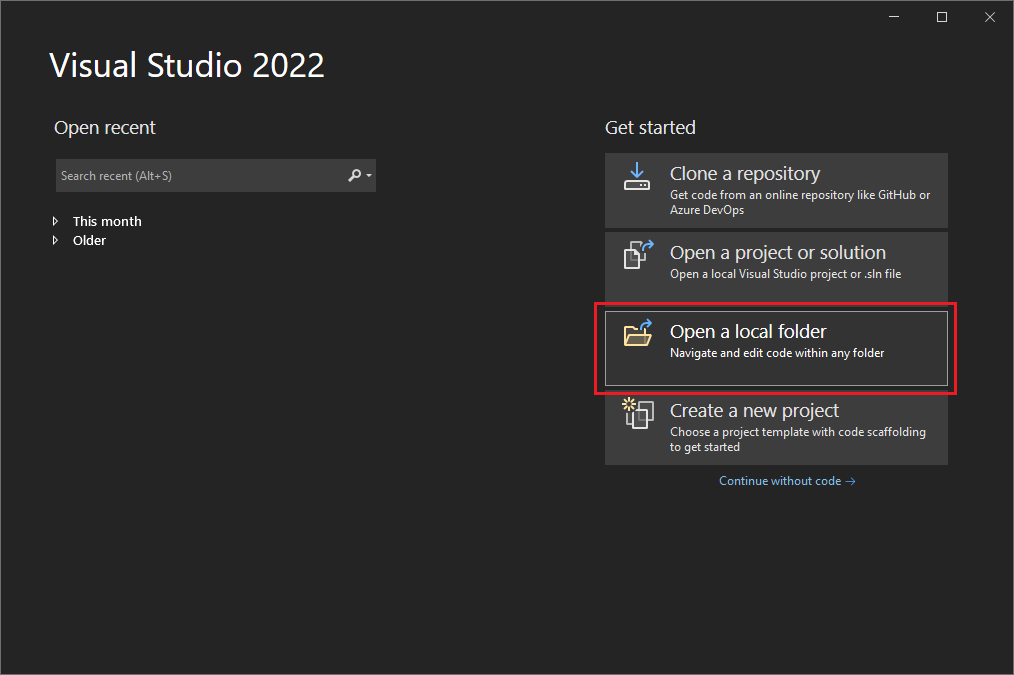 Visual Studio 2022
Open recent
Search recent (Alt+S)
This month
Older
Get started
Clone a repository
Get code from an online repository like GitHub or
Azure DevOps
Open a project or solution
Open a local Visual Studio project or .sln file
Open a local folder
Navigate and edit code within any folder
Create a new project
Choose a project template with code scaffolding
to get started
Continue without code →